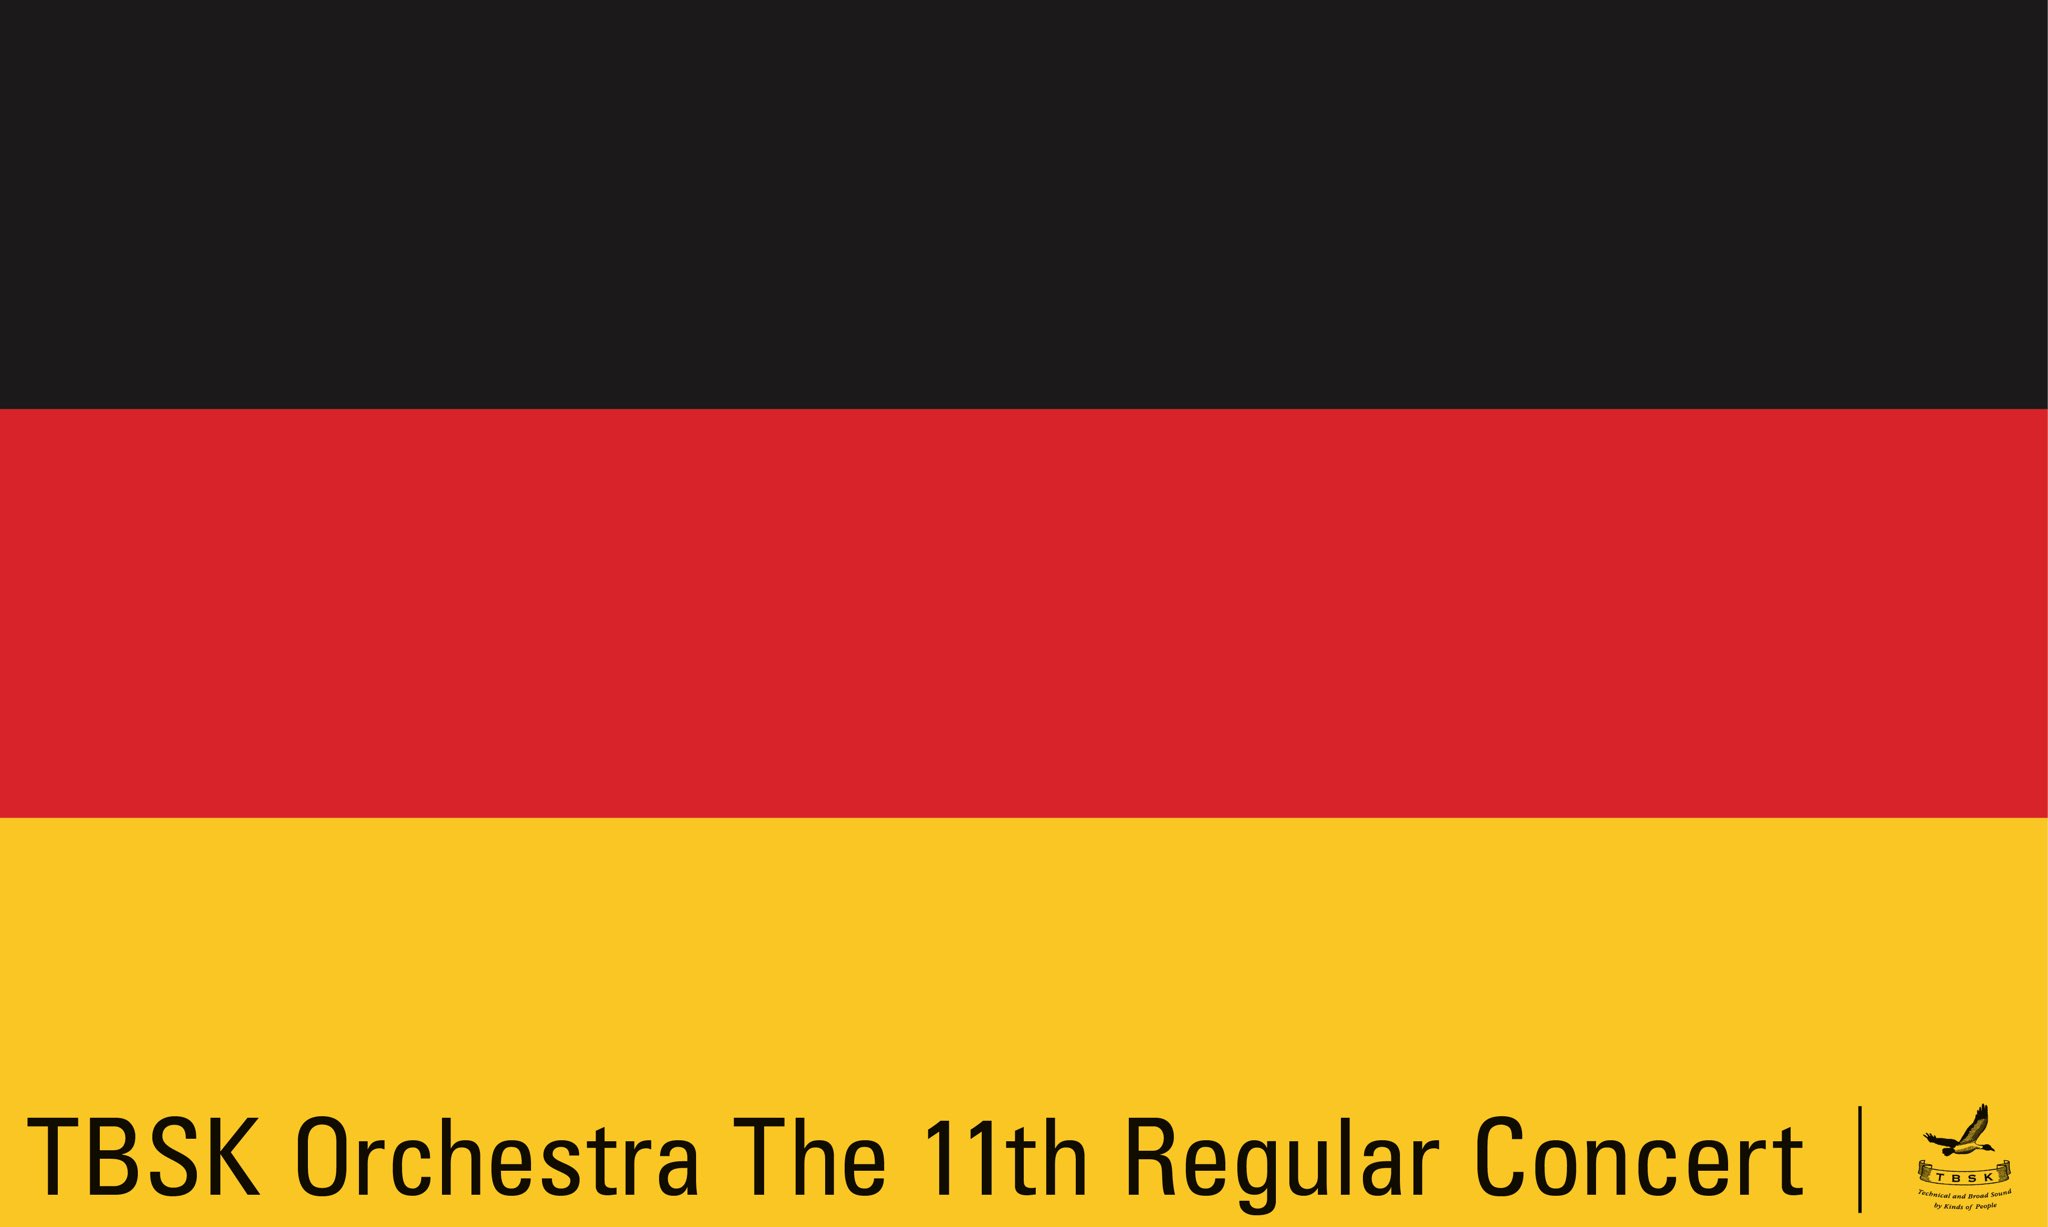 TBSK Orchestra The 11th Regular Concert
TBSK
Technical and Broad Sound
by Kinds of People